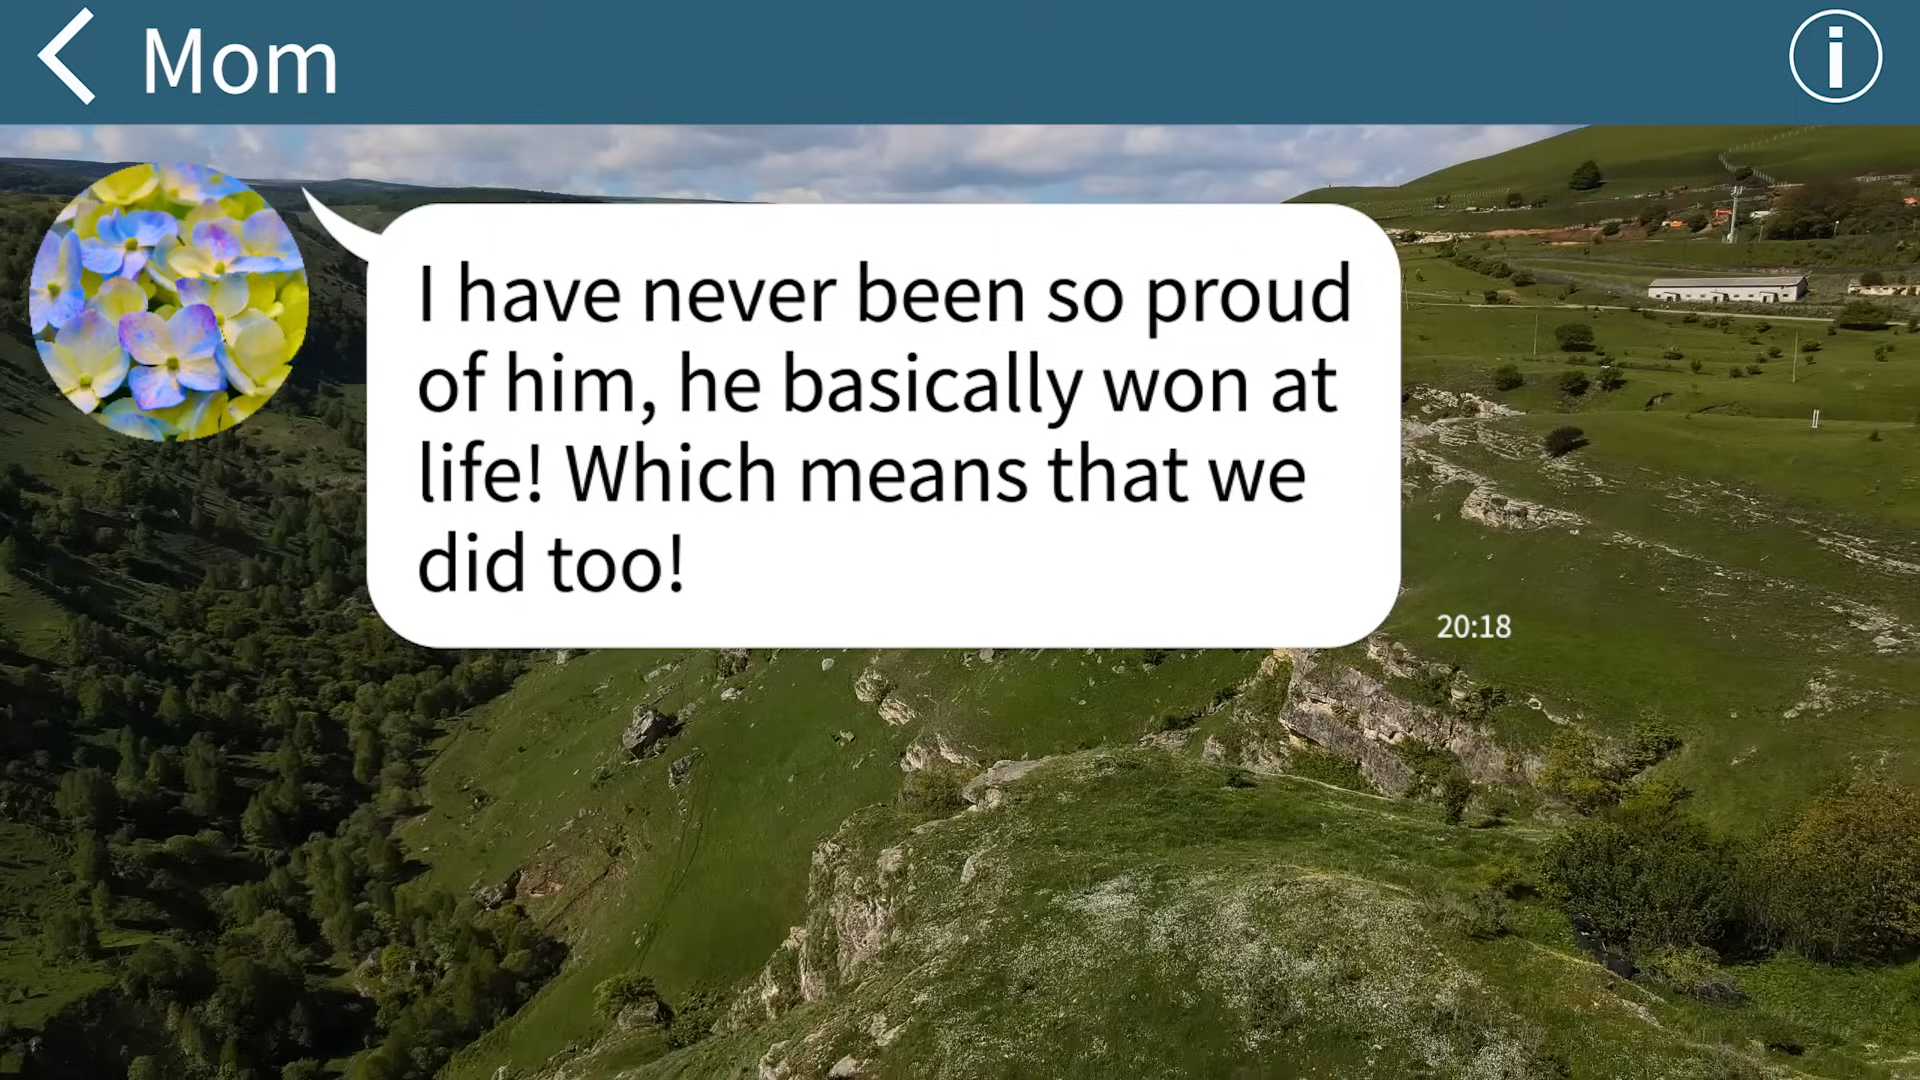 Mom
I have never been so proud
of him, he basically won at
life! Which means that we
did too!
20:18